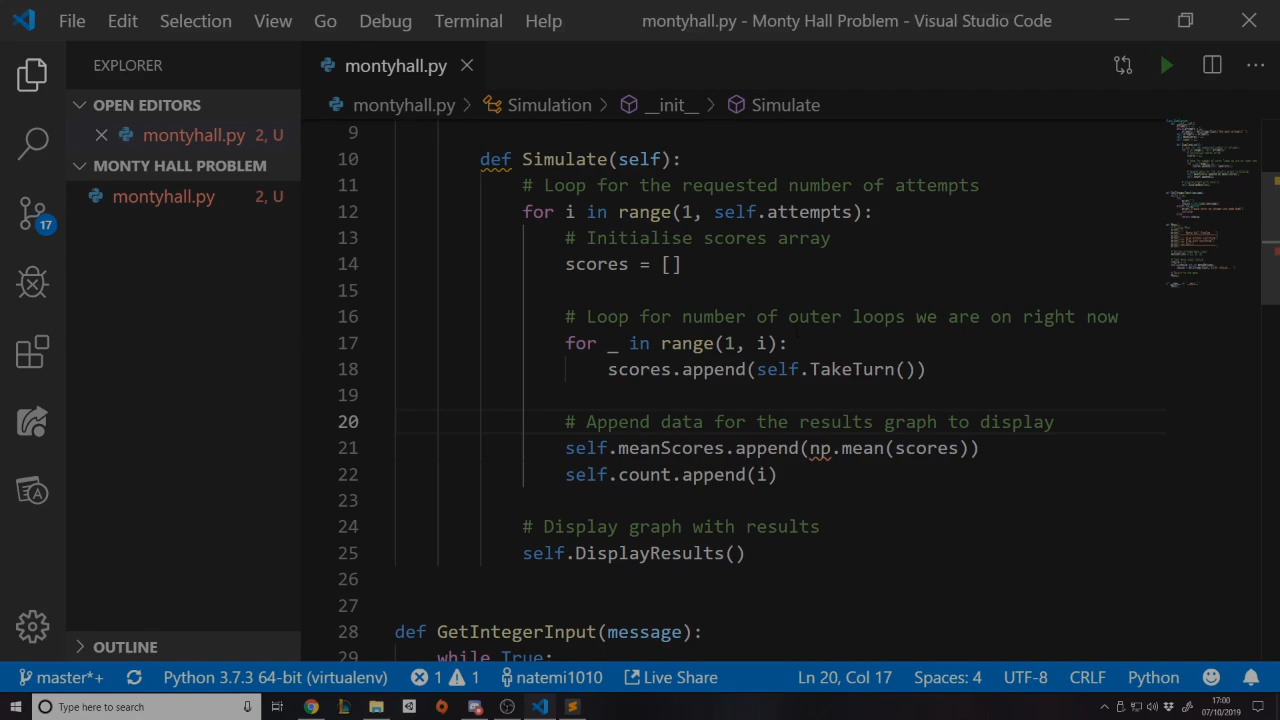 File Edit Selection View Go Debug Terminal Help montyhall.py - Monty Hall Problem - Visual Studio Code
EXPLORER
montyhall.py
OPEN EDITORS
montyhall.py 2, U
MONTY HALL PROBLEM
montyhall.py 2, U
17
OUTLINE
montyhall.py > Simulation > __init__ > Simulate
9
10 def Simulate(self):
11 # Loop for the requested number of attempts
12 for i in range(1, self.attempts):
13 # Initialise scores array
14 scores = []
15
16 # Loop for number of outer loops we are on right now
17 for _ in range(1, i):
18 scores.append(self.TakeTurn())
19
20 # Append data for the results graph to display
21 self.meanScores.append(np.mean(scores))
22 self.count.append(i)
23
24 # Display graph with results
25 self.DisplayResults()
26
27
28 def GetIntegerInput(message):
29 while True:
master*+ Python 3.7.3 64-bit (virtualenv) 1 1 natemi1010 Live Share Ln 20, Col 17 Spaces: 4 UTF-8 CRLF Python
Type here to search
17:00
07/10/2019